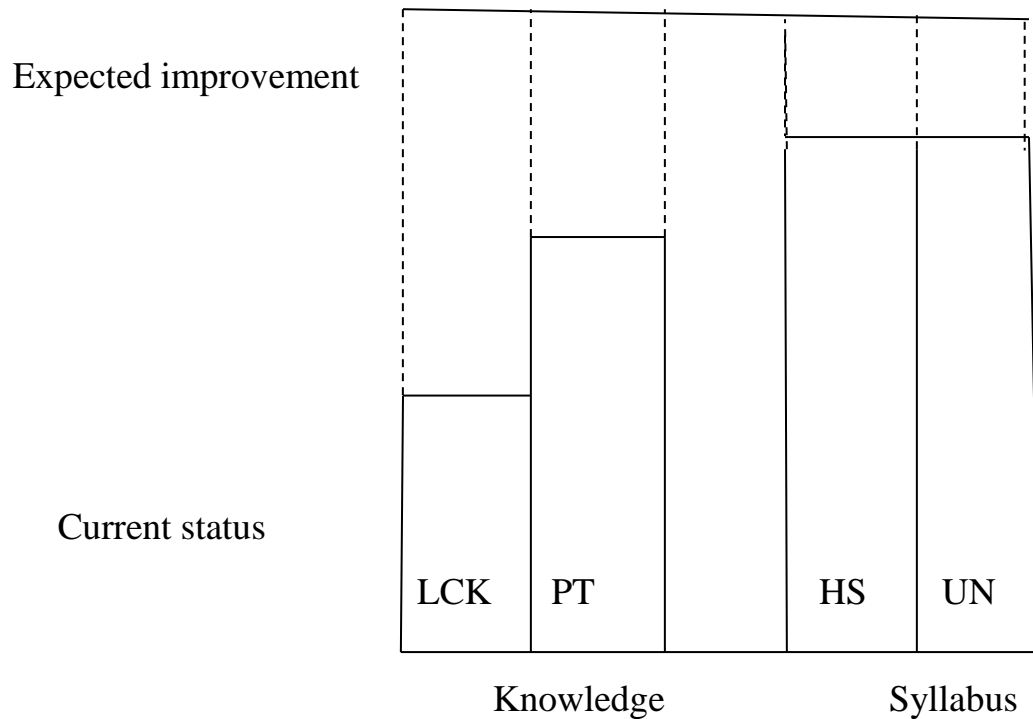 Expected improvement
Current status
LCK PT HS UN
Knowledge Syllabus